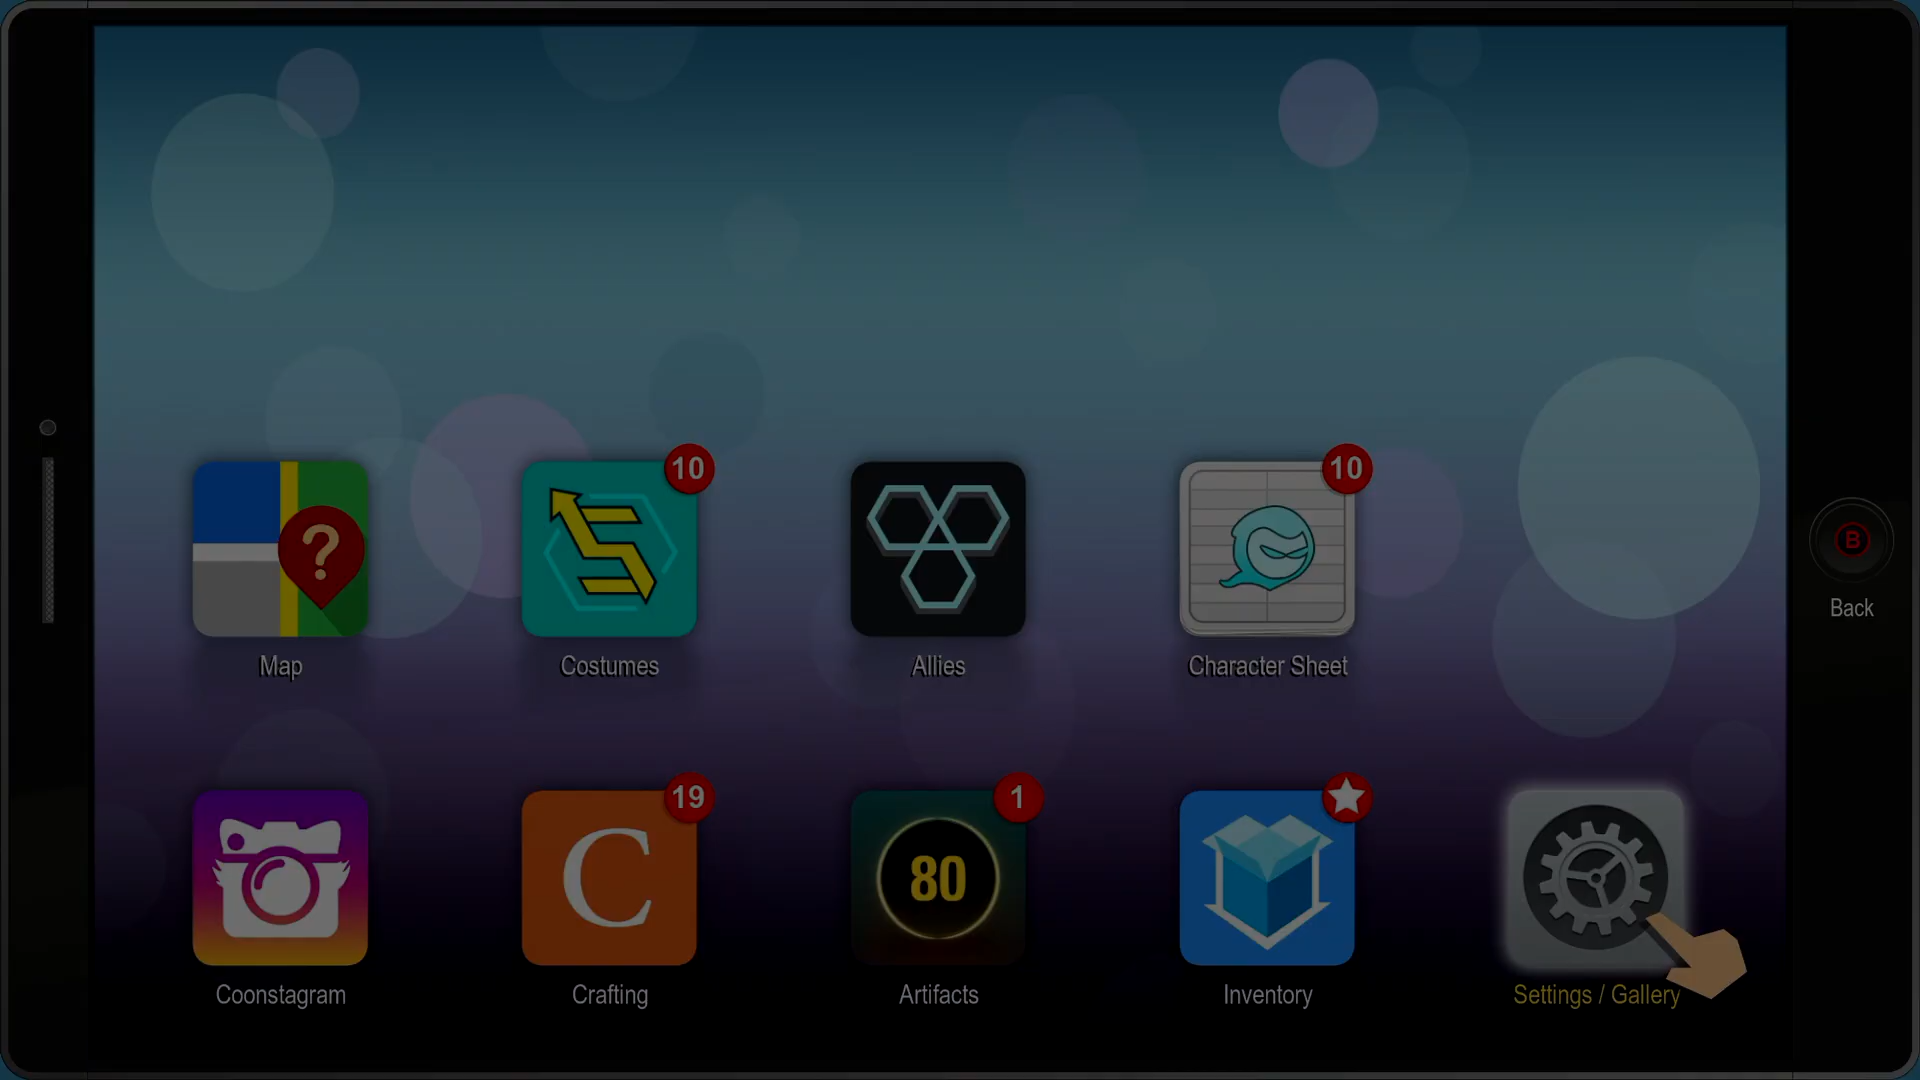 10
10
?
Map
Costumes
Allies
Character Sheet
B
Back
19
1
C
80
Coonstagram
Crafting
Artifacts
Inventory
Settings / Gallery